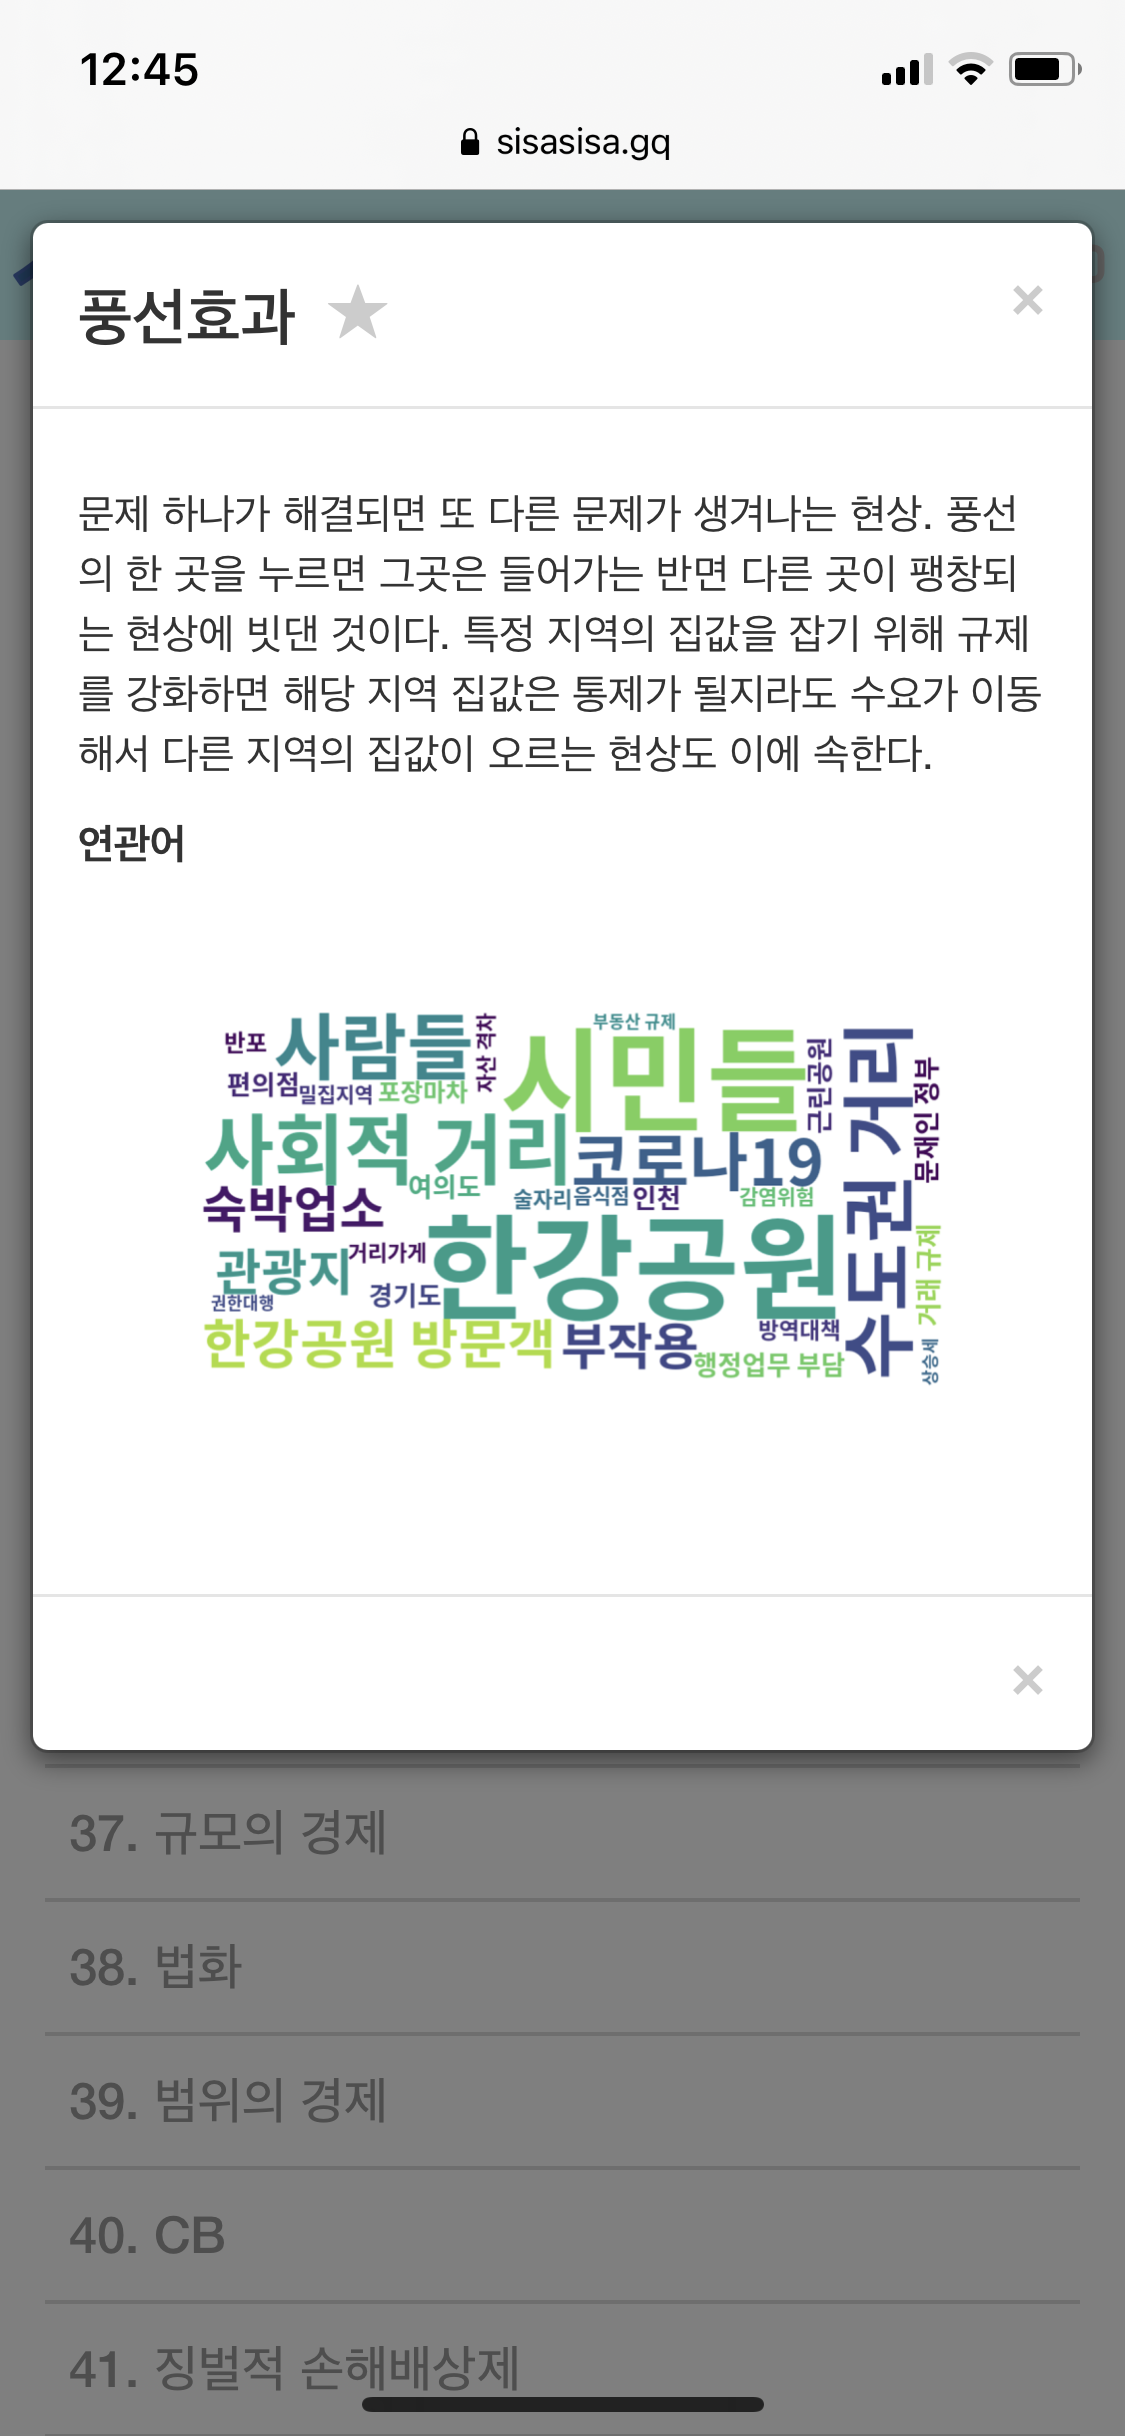 12:45
sisasisa.gq
풍선효과
문제 하나가 해결되면 또 다른 문제가 생겨나는 현상. 풍선
의 한 곳을 누르면 그곳은 들어가는 반면 다른 곳이 팽창되
는 현상에 빗댄 것이다. 특정 지역의 집값을 잡기 위해 규제
를 강화하면 해당 지역 집값은 통제가 될지라도 수요가 이동
해서 다른 지역의 집값이 오르는 현상도 이에 속한다.
연관어
반포
사람들
자산 격차
부동산 규제
시민들
편의점
밀집지역
포장마차
근린공원
수도권 거리
문재인 정부
사회적 거리
코로나19
여의도
숙박업소
술자리
음식점
인천
감염위험
한강공원
관광지
거리가게
권한대행
경기도
거래 규제
한강공원 방문객
부작용
방역대책
행정업무 부담
상승세
37. 규모의 경제
38. 법화
39. 범위의 경제
40. CB
41. 징벌적 손해배상제